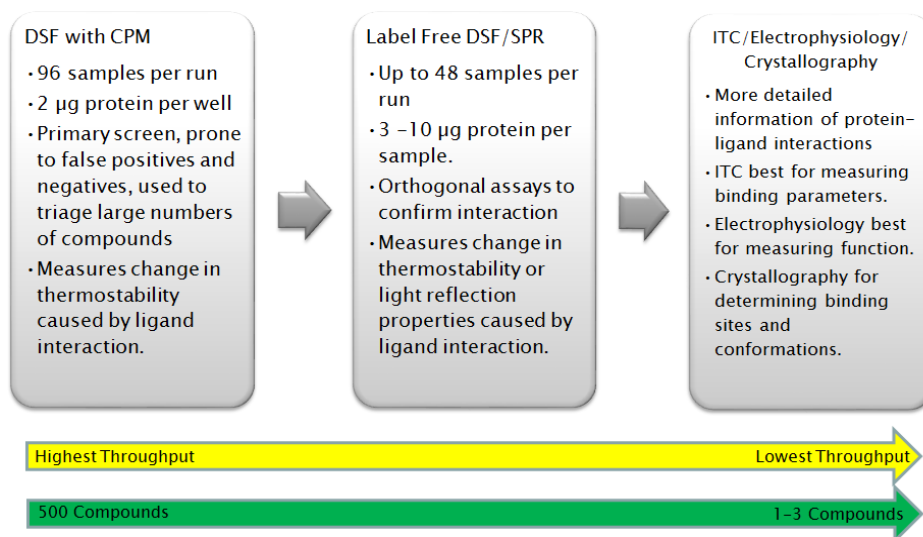 DSF with CPM
• 96 samples per run
• 2 µg protein per well
• Primary screen, prone
to false positives and
negatives, used to
triage large numbers
of compounds
• Measures change in
thermostability
caused by ligand
interaction.
Label Free DSF/SPR
• Up to 48 samples per
run
• 3 –10 µg protein per
sample.
• Orthogonal assays to
confirm interaction
• Measures change in
thermostability or
light reflection
properties caused by
ligand interaction.
ITC/Electrophysiology/
Crystallography
• More detailed
information of protein–
ligand interactions
• ITC best for measuring
binding parameters.
• Electrophysiology best
for measuring function.
• Crystallography for
determining binding
sites and
conformations.
Highest Throughput
Lowest Throughput
500 Compounds
1–3 Compounds